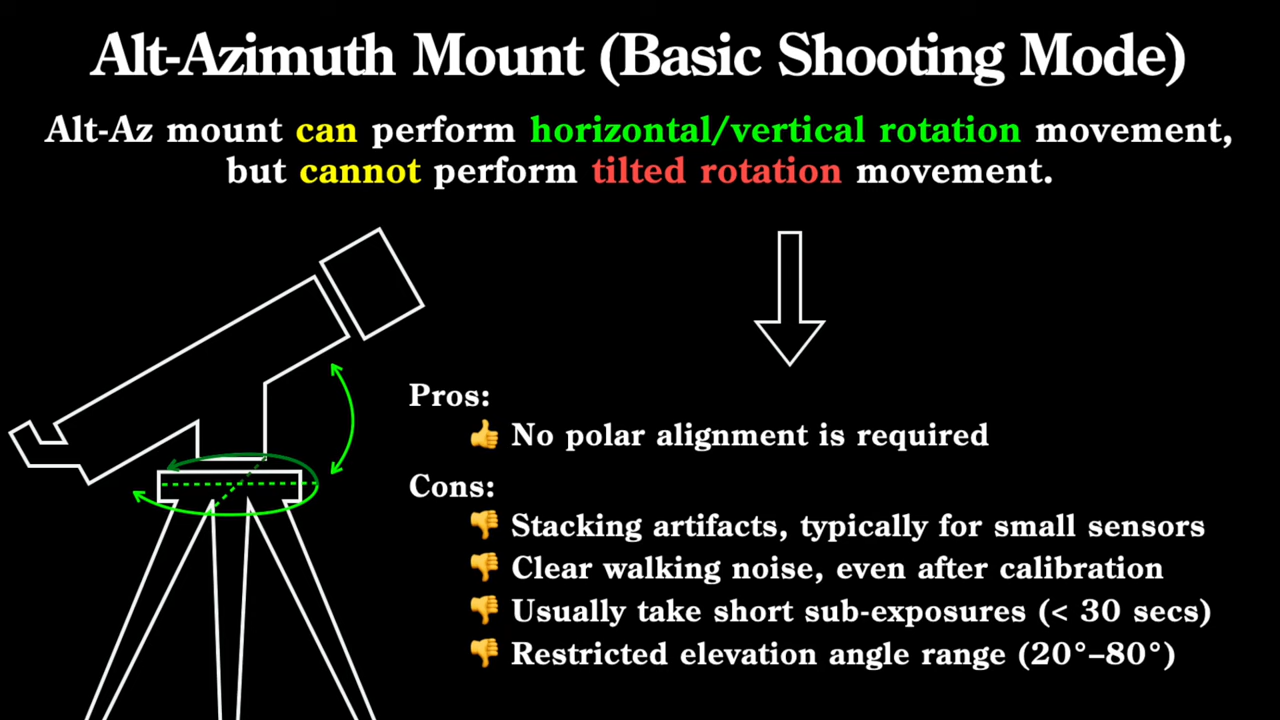 Alt-Azimuth Mount (Basic Shooting Mode)
Alt-Az mount can perform horizontal/vertical rotation movement,
but cannot perform tilted rotation movement.
Pros:
👍 No polar alignment is required
Cons:
👎 Stacking artifacts, typically for small sensors
👎 Clear walking noise, even after calibration
👎 Usually take short sub-exposures (< 30 secs)
👎 Restricted elevation angle range (20°–80°)